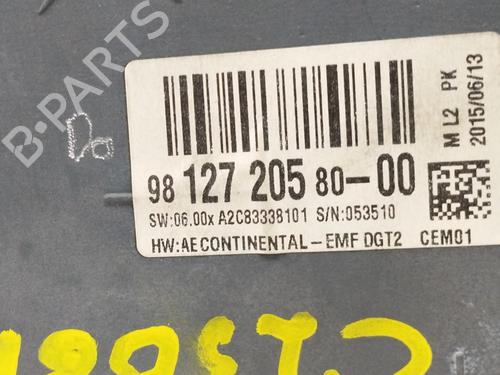 B-PARTS
98 127 205 80-00
SW:06.00x A2C83338101 S/N:053510
HW:AECONTINENTAL-EMF DGT2 CEM01
ML2 PK
2015/06/13